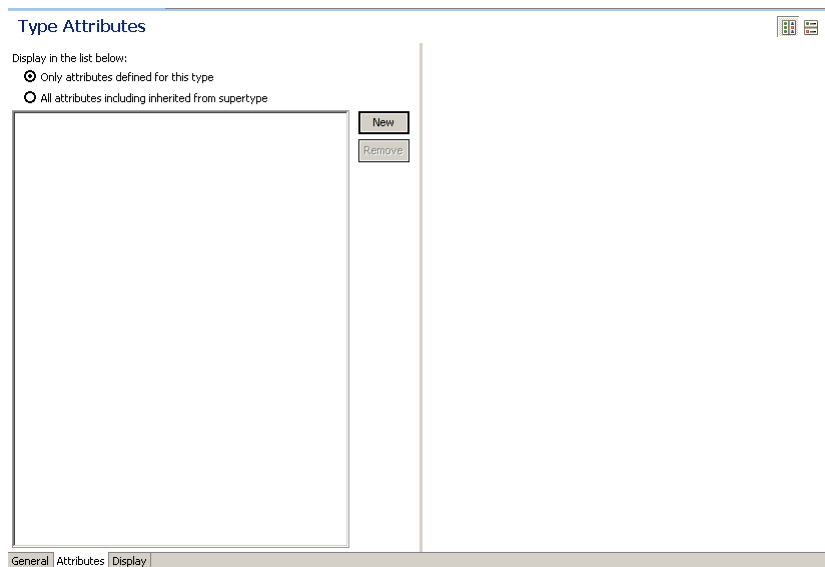 Type Attributes
Display in the list below:
Only attributes defined for this type
All attributes including inherited from supertype
New
Remove
General Attributes Display